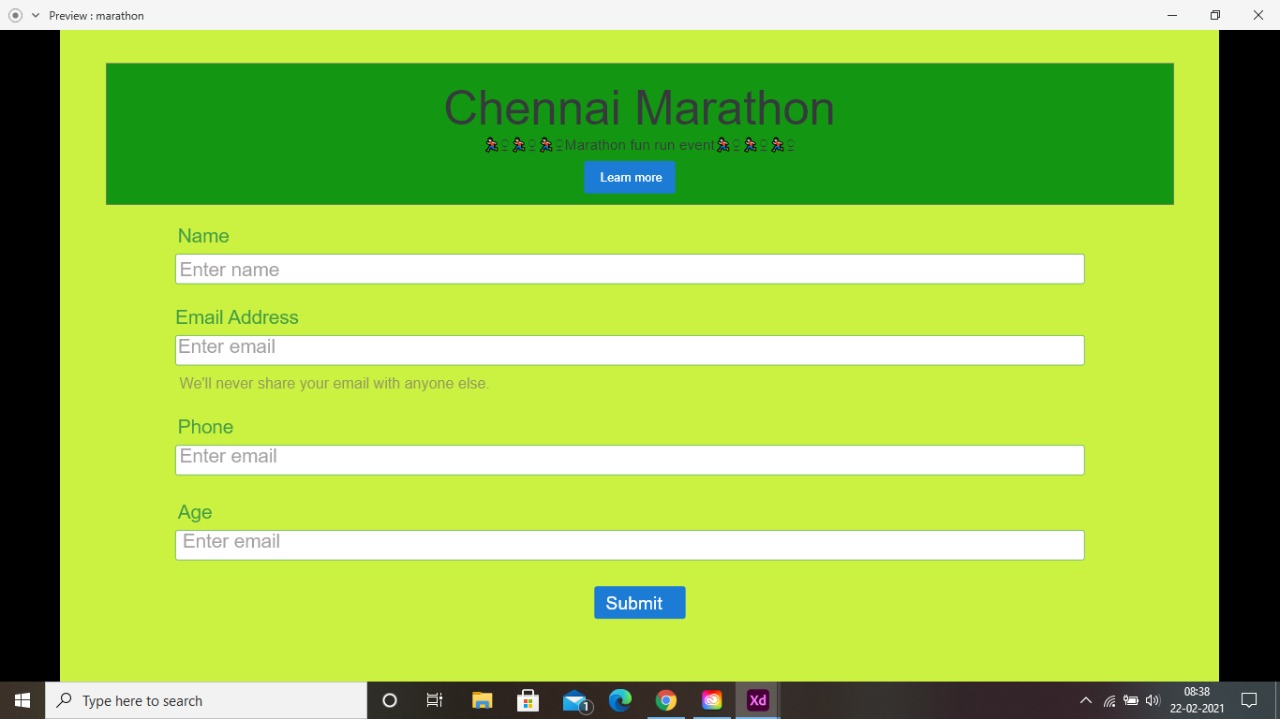 Preview : marathon
Chennai Marathon
🏃♀🏃♀🏃♀Marathon fun run event🏃♀🏃♀🏃♀
Learn more
Name
Enter name
Email Address
Enter email
We'll never share your email with anyone else.
Phone
Enter email
Age
Enter email
Submit
Type here to search
1
Xd
08:38
22-02-2021